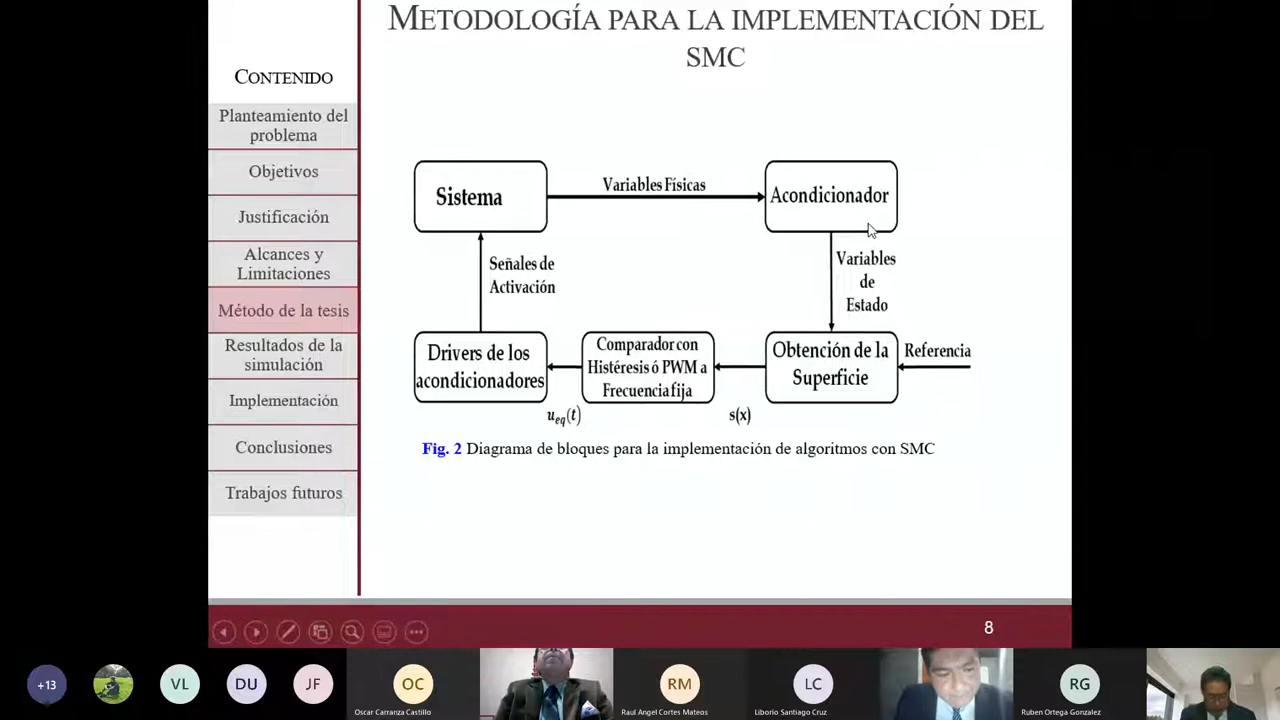 METODOLOGÍA PARA LA IMPLEMENTACIÓN DEL
SMC
CONTENIDO
Planteamiento del
problema
Objetivos
Justificación
Alcances y
Limitaciones
Método de la tesis
Resultados de la
simulación
Implementación
Conclusiones
Trabajos futuros
Sistema
Variables Físicas
Acondicionador
Señales de
Activación
Variables
de
Estado
Drivers de los
acondicionadores
Comparador con
Histéresis ó PWM a
Frecuencia fija
Obtención de la
Superficie
Referencia
u_eq(t)
s(x)
Fig. 2 Diagrama de bloques para la implementación de algoritmos con SMC
8
+13
VL
DU
JF
OC
Oscar Carranza Castillo
RM
Raul Angel Cortes Mateos
LC
Liborio Santiago Cruz
RG
Ruben Ortega Gonzalez